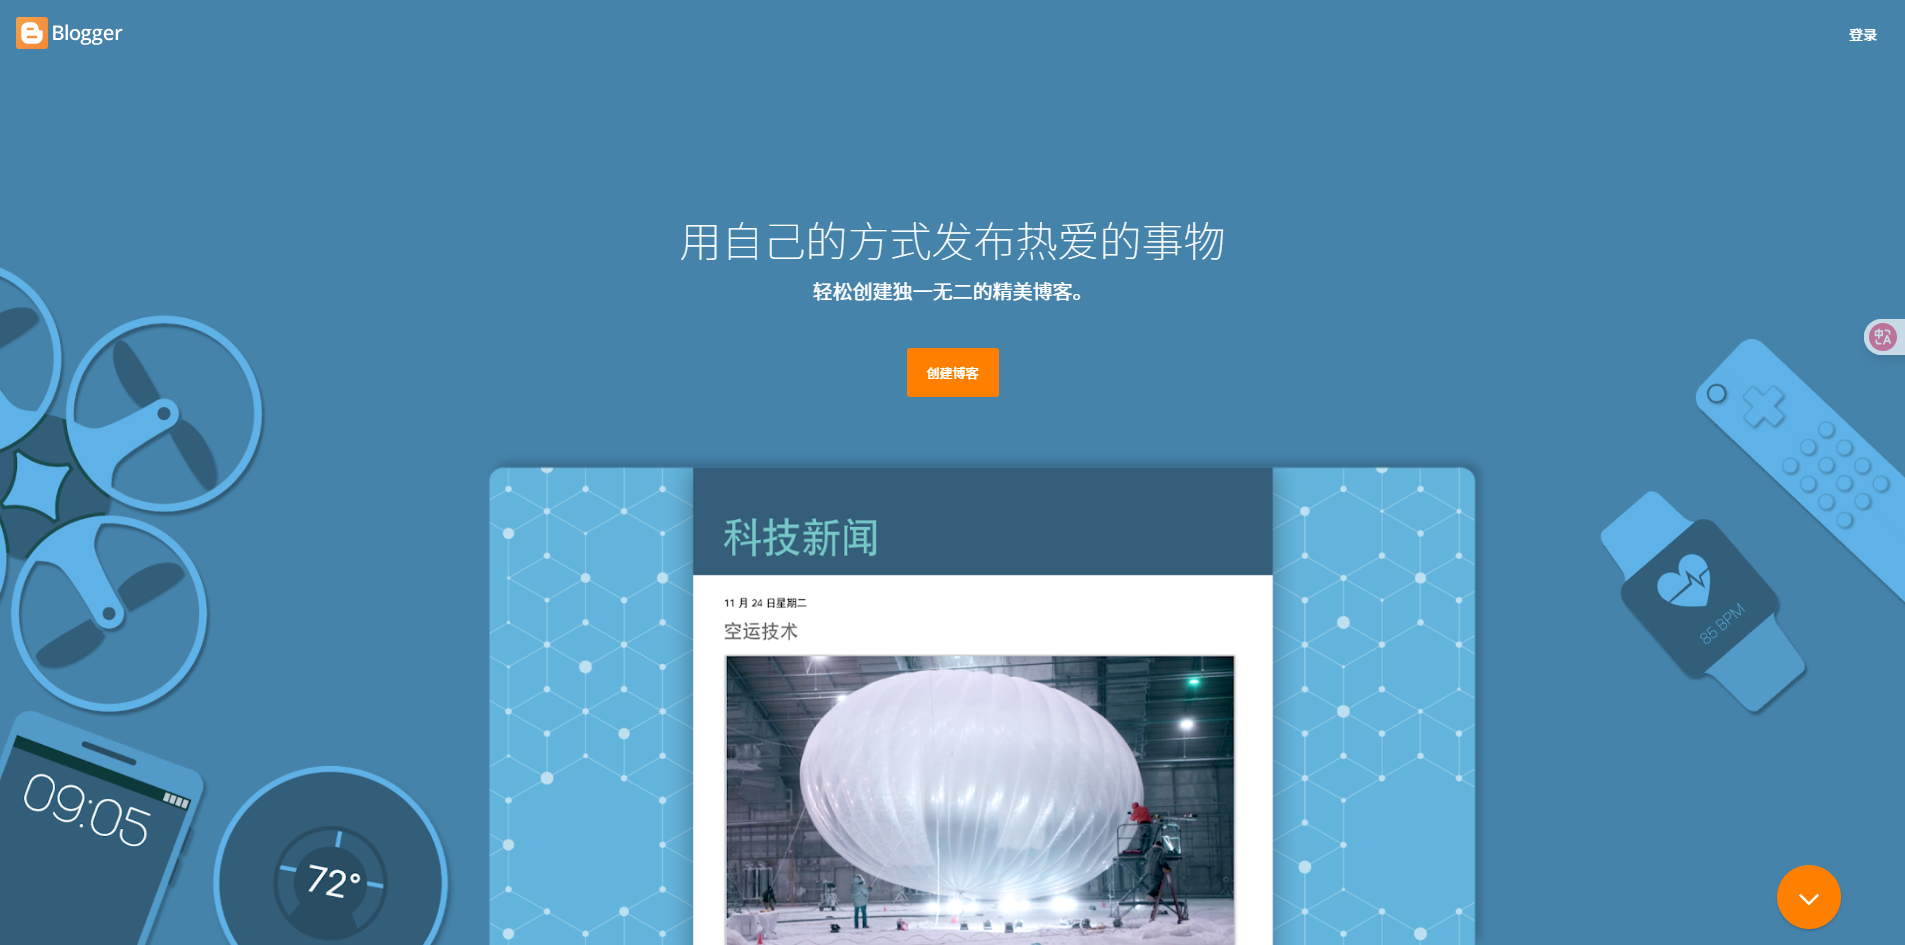 Blogger
登录
用自己的方式发布热爱的事物
轻松创建独一无二的精美博客。
创建博客
科技新闻
11 月 24 日星期二
空运技术
85 BPM
09:05
72°